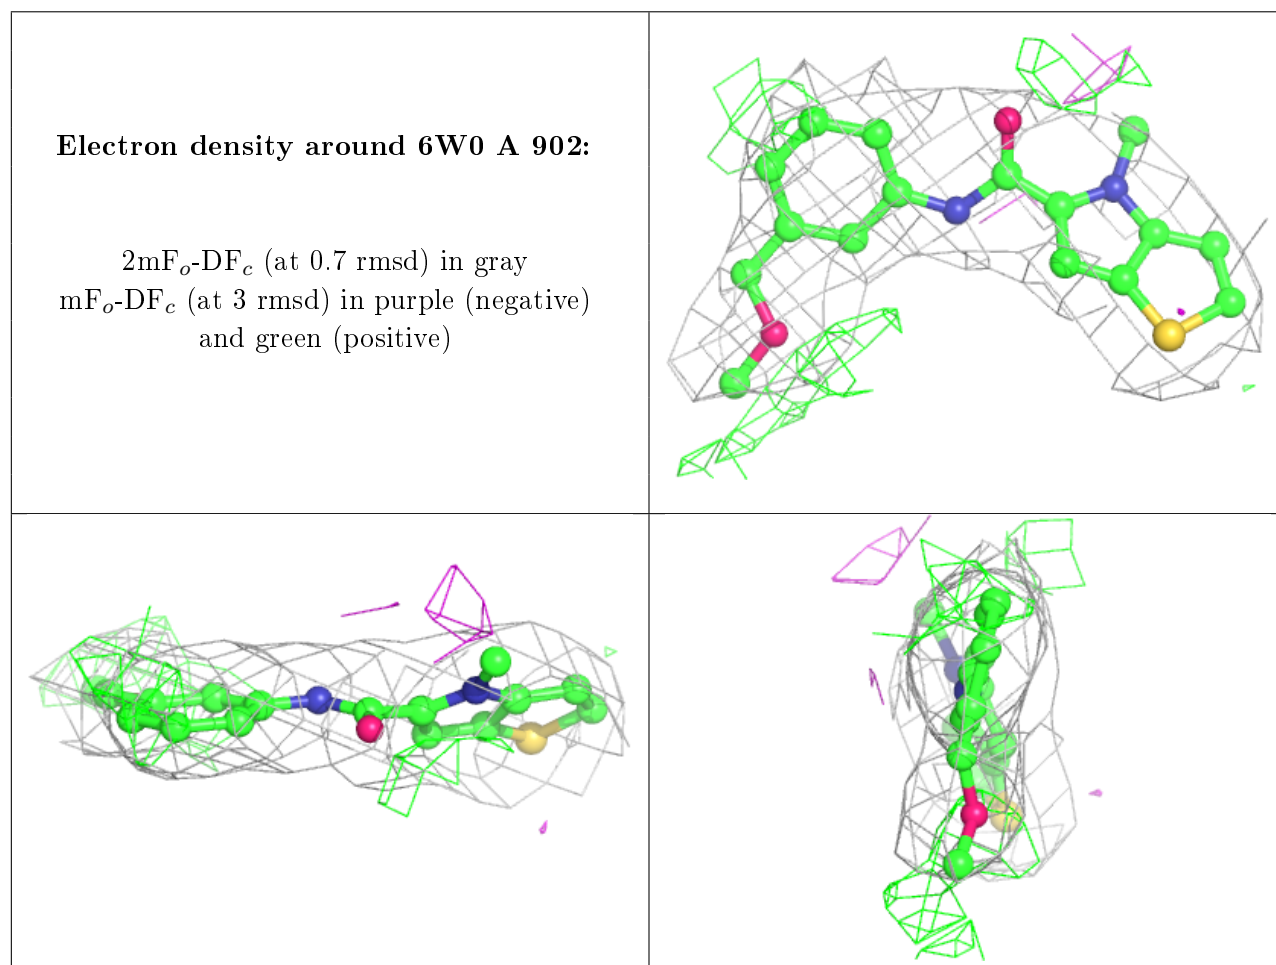 Electron density around 6W0 A 902:
2mFo-DFc (at 0.7 rmsd) in gray
mFo-DFc (at 3 rmsd) in purple (negative)
and green (positive)